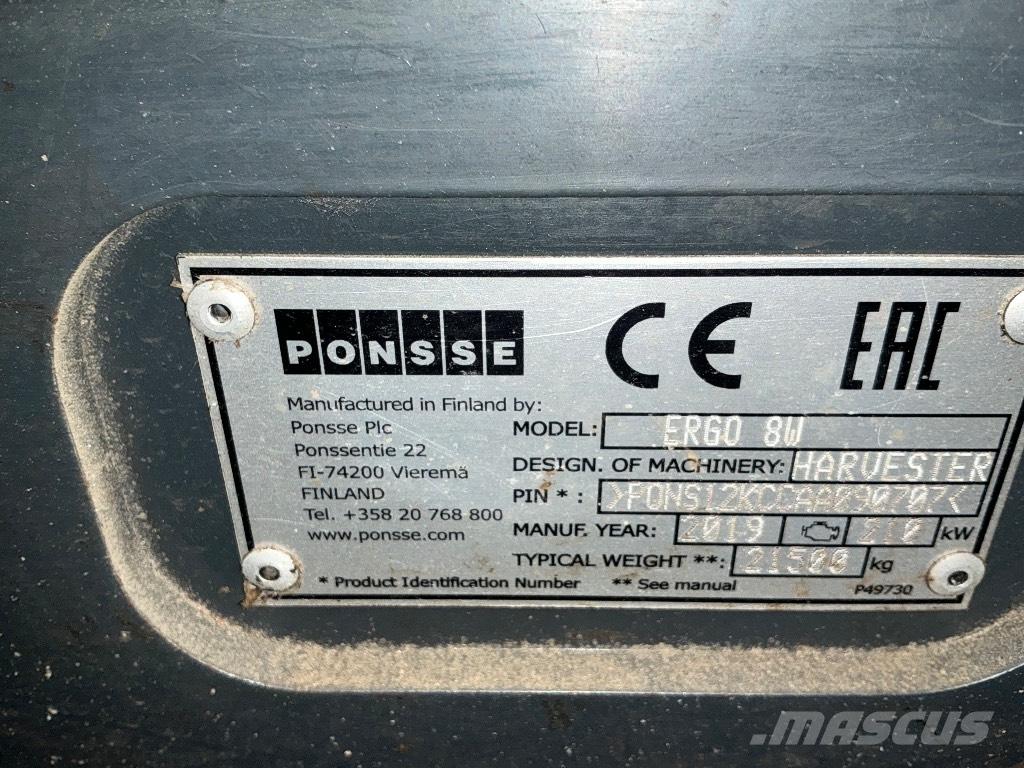 PONSSE CE EAC
Manufactured in Finland by:
Ponsse Plc
Ponssentie 22
FI-74200 Vieremä
FINLAND
Tel. +358 20 768 800
www.ponsse.com
MODEL: ERGO 8W
DESIGN. OF MACHINERY: HARVESTER
PIN * :
MANUF. YEAR: 2019 210 kW
TYPICAL WEIGHT **: 21500 kg
* Product Identification Number ** See manual P49730
MASCUS